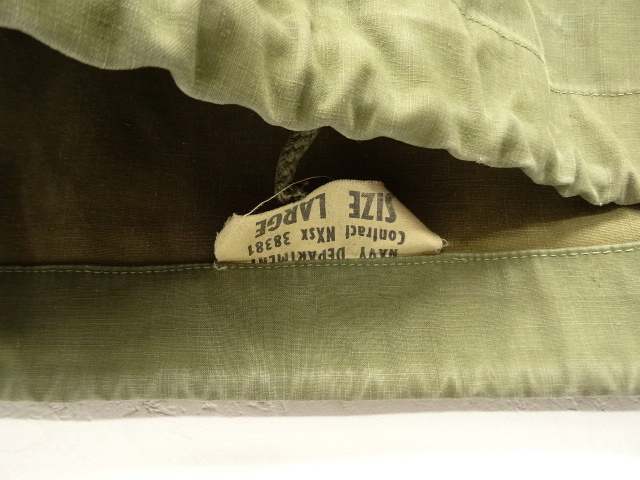 NAVY DEPARTMENT
Contract NXsx 38381
SIZE LARGE